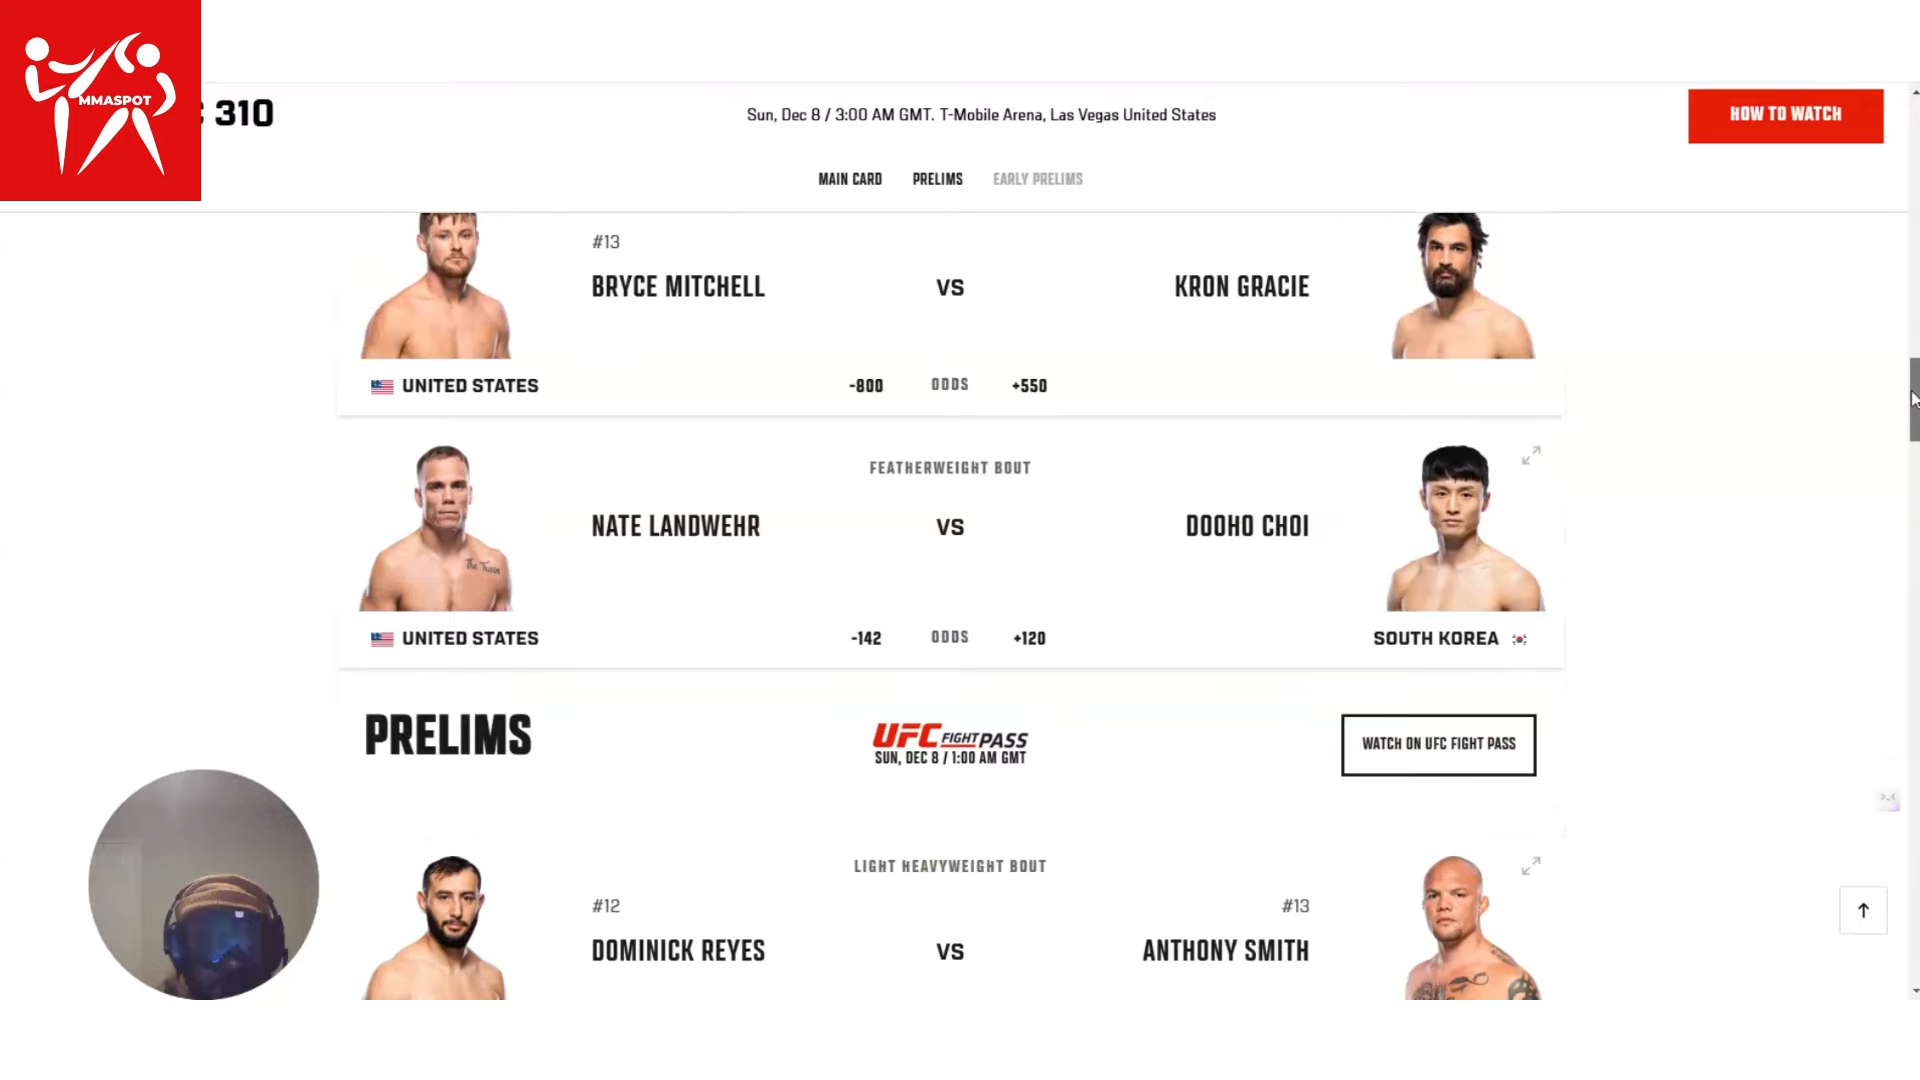 MMASPOT
310
Sun, Dec 8 / 3:00 AM GMT. T-Mobile Arena, Las Vegas United States
HOW TO WATCH
MAIN CARD PRELIMS EARLY PRELIMS
#13
BRYCE MITCHELL VS KRON GRACIE
UNITED STATES -800 ODDS +550
FEATHERWEIGHT BOUT
NATE LANDWEHR VS DOOHO CHOI
The Train
UNITED STATES -142 ODDS +120 SOUTH KOREA
PRELIMS
UFC FIGHT PASS
SUN, DEC 8 / 1:00 AM GMT
WATCH ON UFC FIGHT PASS
LIGHT HEAVYWEIGHT BOUT
#12 #13
DOMINICK REYES VS ANTHONY SMITH